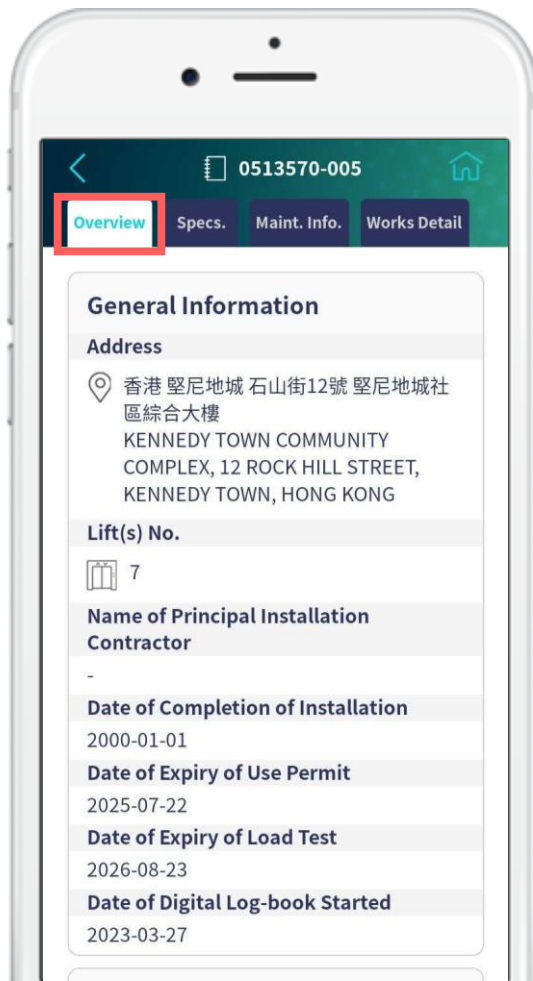 0513570-005
Overview Specs. Maint. Info. Works Detail
General Information
Address
香港 堅尼地城 石山街12號 堅尼地城社
區綜合大樓
KENNEDY TOWN COMMUNITY
COMPLEX, 12 ROCK HILL STREET,
KENNEDY TOWN, HONG KONG
Lift(s) No.
7
Name of Principal Installation
Contractor
-
Date of Completion of Installation
2000-01-01
Date of Expiry of Use Permit
2025-07-22
Date of Expiry of Load Test
2026-08-23
Date of Digital Log-book Started
2023-03-27